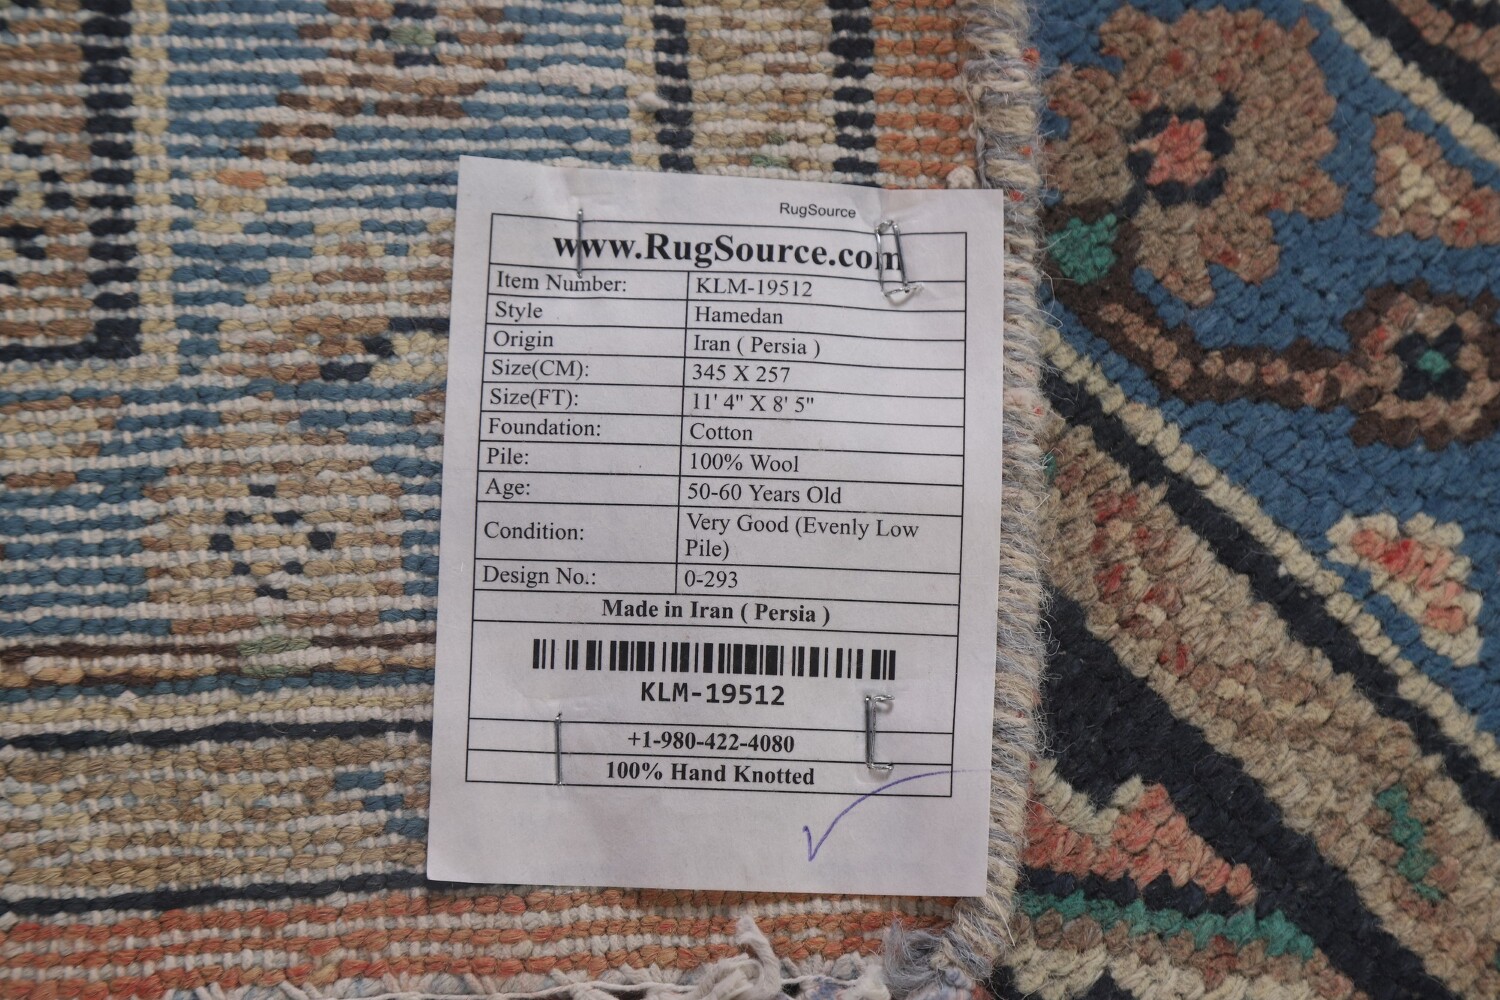 RugSource
www.RugSource.com
Item Number: KLM-19512
Style Hamedan
Origin Iran ( Persia )
Size(CM): 345 X 257
Size(FT): 11' 4" X 8' 5"
Foundation: Cotton
Pile: 100% Wool
Age: 50-60 Years Old
Condition: Very Good (Evenly Low
Pile)
Design No.: 0-293
Made in Iran ( Persia )
KLM-19512
+1-980-422-4080
100% Hand Knotted